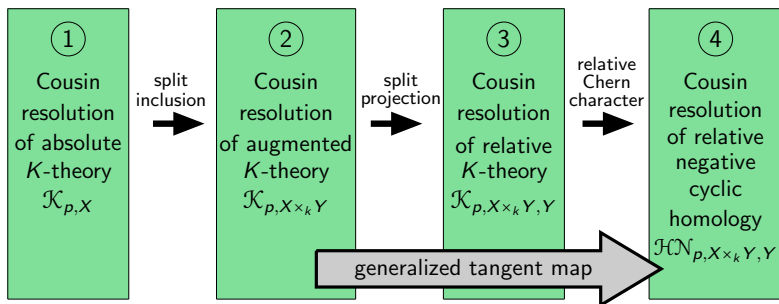 1
Cousin
resolution
of absolute
K-theory
𝒦p,X
split
inclusion
2
Cousin
resolution
of augmented
K-theory
𝒦p,X×kY
split
projection
3
Cousin
resolution
of relative
K-theory
𝒦p,X×kY,Y
relative
Chern
character
4
Cousin
resolution
of relative
negative
cyclic
homology
ℋ𝒩p,X×kY,Y
generalized tangent map